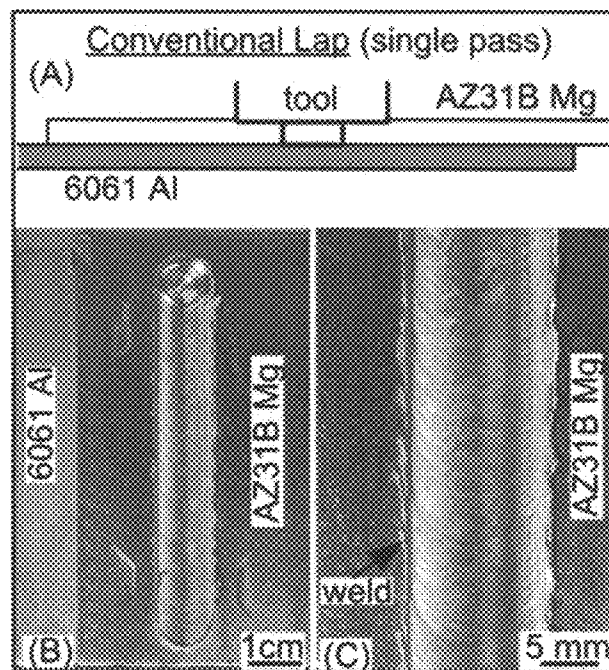 Conventional Lap (single pass)
(A)
tool
AZ31B Mg
6061 Al
6061 Al
AZ31B Mg
AZ31B Mg
weld
(B)
1cm
(C)
5 mm